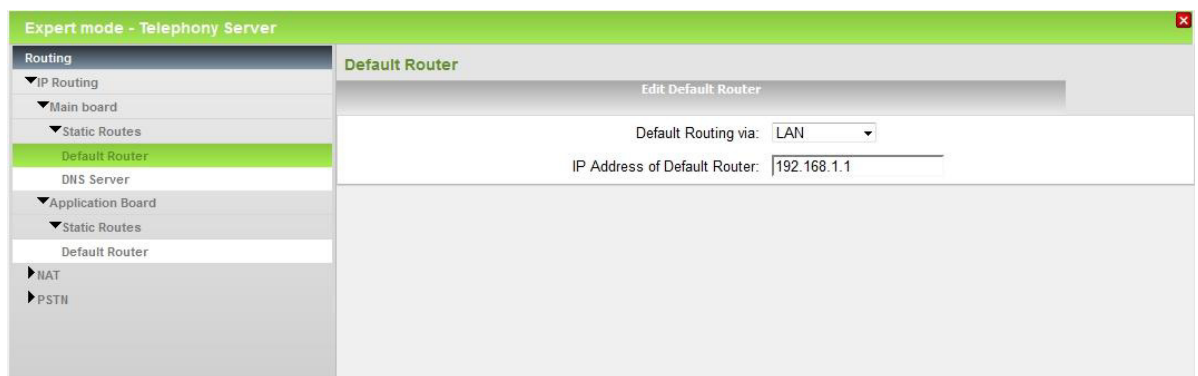 Expert mode - Telephony Server
Routing
IP Routing
Main board
Static Routes
Default Router
DNS Server
Application Board
Static Routes
Default Router
NAT
PSTN
Default Router
Edit Default Router
Default Routing via: LAN
IP Address of Default Router: 192.168.1.1